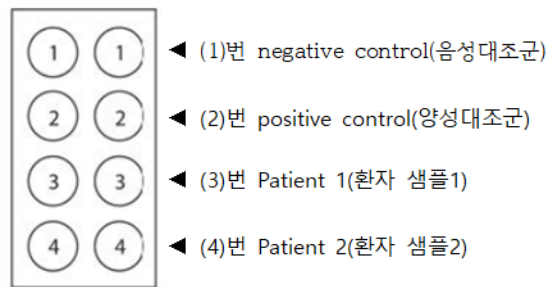 1 1 ◀ (1)번 negative control(음성대조군)
2 2 ◀ (2)번 positive control(양성대조군)
3 3 ◀ (3)번 Patient 1(환자 샘플1)
4 4 ◀ (4)번 Patient 2(환자 샘플2)